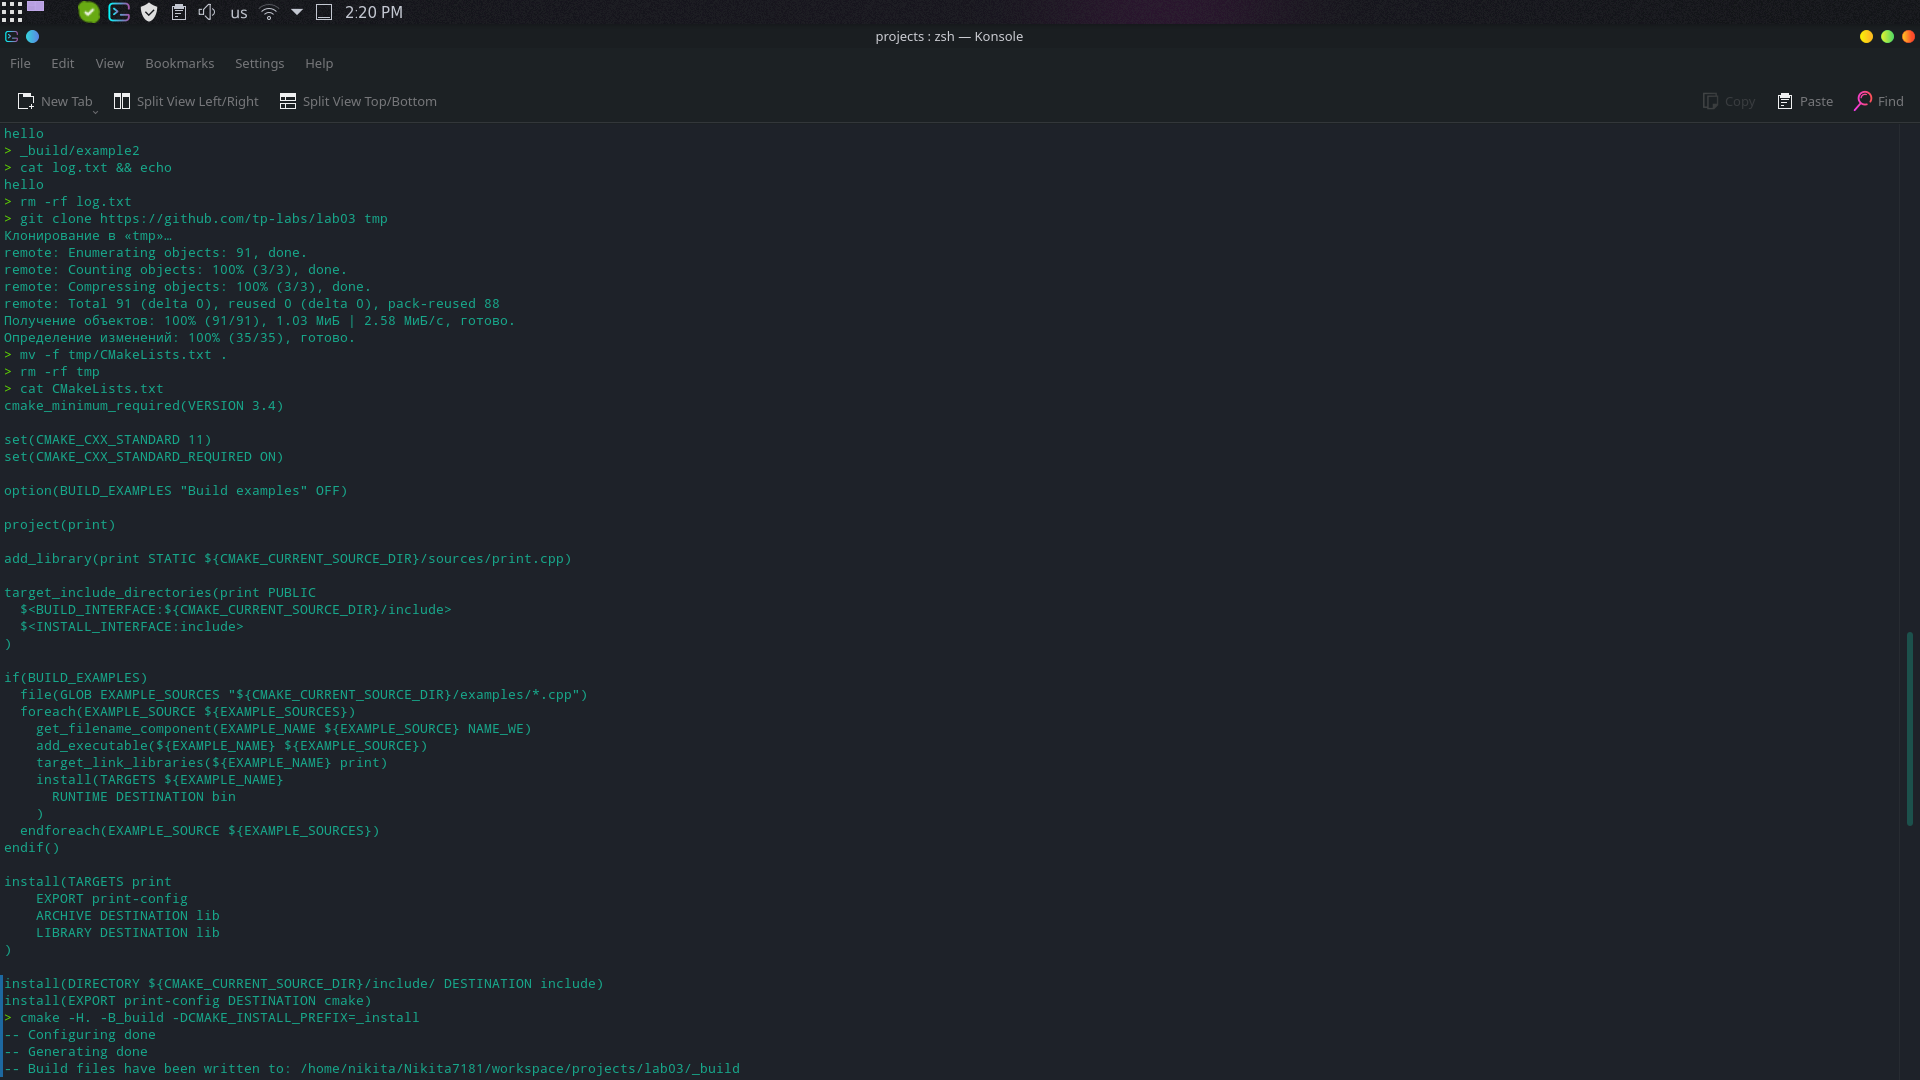 us 2:20 PM
projects : zsh — Konsole
File Edit View Bookmarks Settings Help
New Tab Split View Left/Right Split View Top/Bottom Copy Paste Find
hello
> _build/example2
> cat log.txt && echo
hello
> rm -rf log.txt
> git clone https://github.com/tp-labs/lab03 tmp
Клонирование в «tmp»…
remote: Enumerating objects: 91, done.
remote: Counting objects: 100% (3/3), done.
remote: Compressing objects: 100% (3/3), done.
remote: Total 91 (delta 0), reused 0 (delta 0), pack-reused 88
Получение объектов: 100% (91/91), 1.03 МиБ | 2.58 МиБ/с, готово.
Определение изменений: 100% (35/35), готово.
> mv -f tmp/CMakeLists.txt .
> rm -rf tmp
> cat CMakeLists.txt
cmake_minimum_required(VERSION 3.4)
set(CMAKE_CXX_STANDARD 11)
set(CMAKE_CXX_STANDARD_REQUIRED ON)
option(BUILD_EXAMPLES "Build examples" OFF)
project(print)
add_library(print STATIC ${CMAKE_CURRENT_SOURCE_DIR}/sources/print.cpp)
target_include_directories(print PUBLIC
  $<BUILD_INTERFACE:${CMAKE_CURRENT_SOURCE_DIR}/include>
  $<INSTALL_INTERFACE:include>
)
if(BUILD_EXAMPLES)
  file(GLOB EXAMPLE_SOURCES "${CMAKE_CURRENT_SOURCE_DIR}/examples/*.cpp")
  foreach(EXAMPLE_SOURCE ${EXAMPLE_SOURCES})
    get_filename_component(EXAMPLE_NAME ${EXAMPLE_SOURCE} NAME_WE)
    add_executable(${EXAMPLE_NAME} ${EXAMPLE_SOURCE})
    target_link_libraries(${EXAMPLE_NAME} print)
    install(TARGETS ${EXAMPLE_NAME}
      RUNTIME DESTINATION bin
    )
  endforeach(EXAMPLE_SOURCE ${EXAMPLE_SOURCES})
endif()
install(TARGETS print
    EXPORT print-config
    ARCHIVE DESTINATION lib
    LIBRARY DESTINATION lib
)
install(DIRECTORY ${CMAKE_CURRENT_SOURCE_DIR}/include/ DESTINATION include)
install(EXPORT print-config DESTINATION cmake)
> cmake -H. -B_build -DCMAKE_INSTALL_PREFIX=_install
-- Configuring done
-- Generating done
-- Build files have been written to: /home/nikita/Nikita7181/workspace/projects/lab03/_build